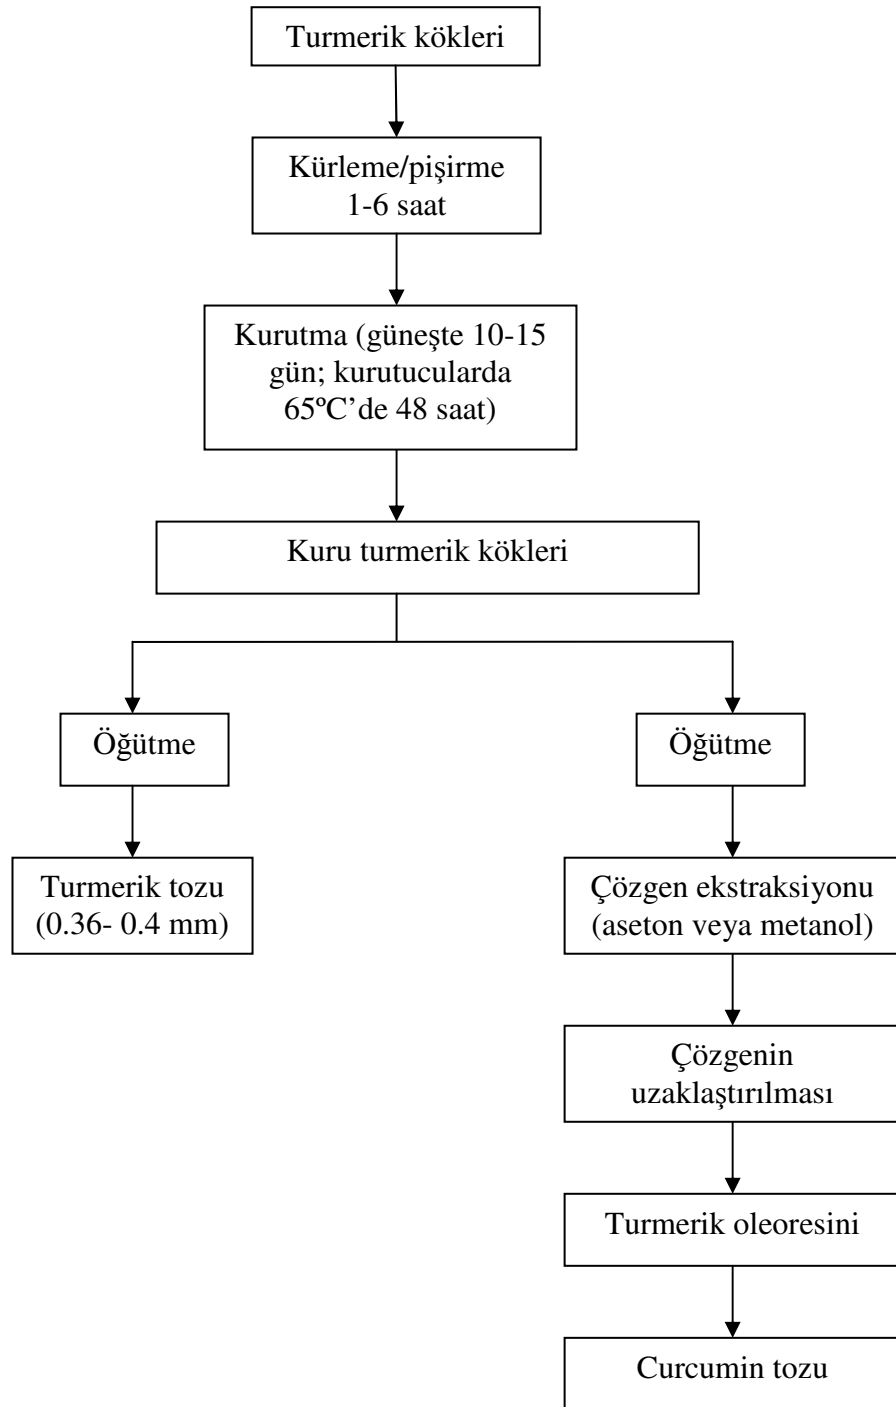 Turmerik kökleri
Kürleme/pişirme
1-6 saat
Kurutma (güneşte 10-15
gün; kurutucularda
65ºC’de 48 saat)
Kuru turmerik kökleri
Öğütme
Öğütme
Turmerik tozu
(0.36- 0.4 mm)
Çözgen ekstraksiyonu
(aseton veya metanol)
Çözgenin
uzaklaştırılması
Turmerik oleoresini
Curcumin tozu